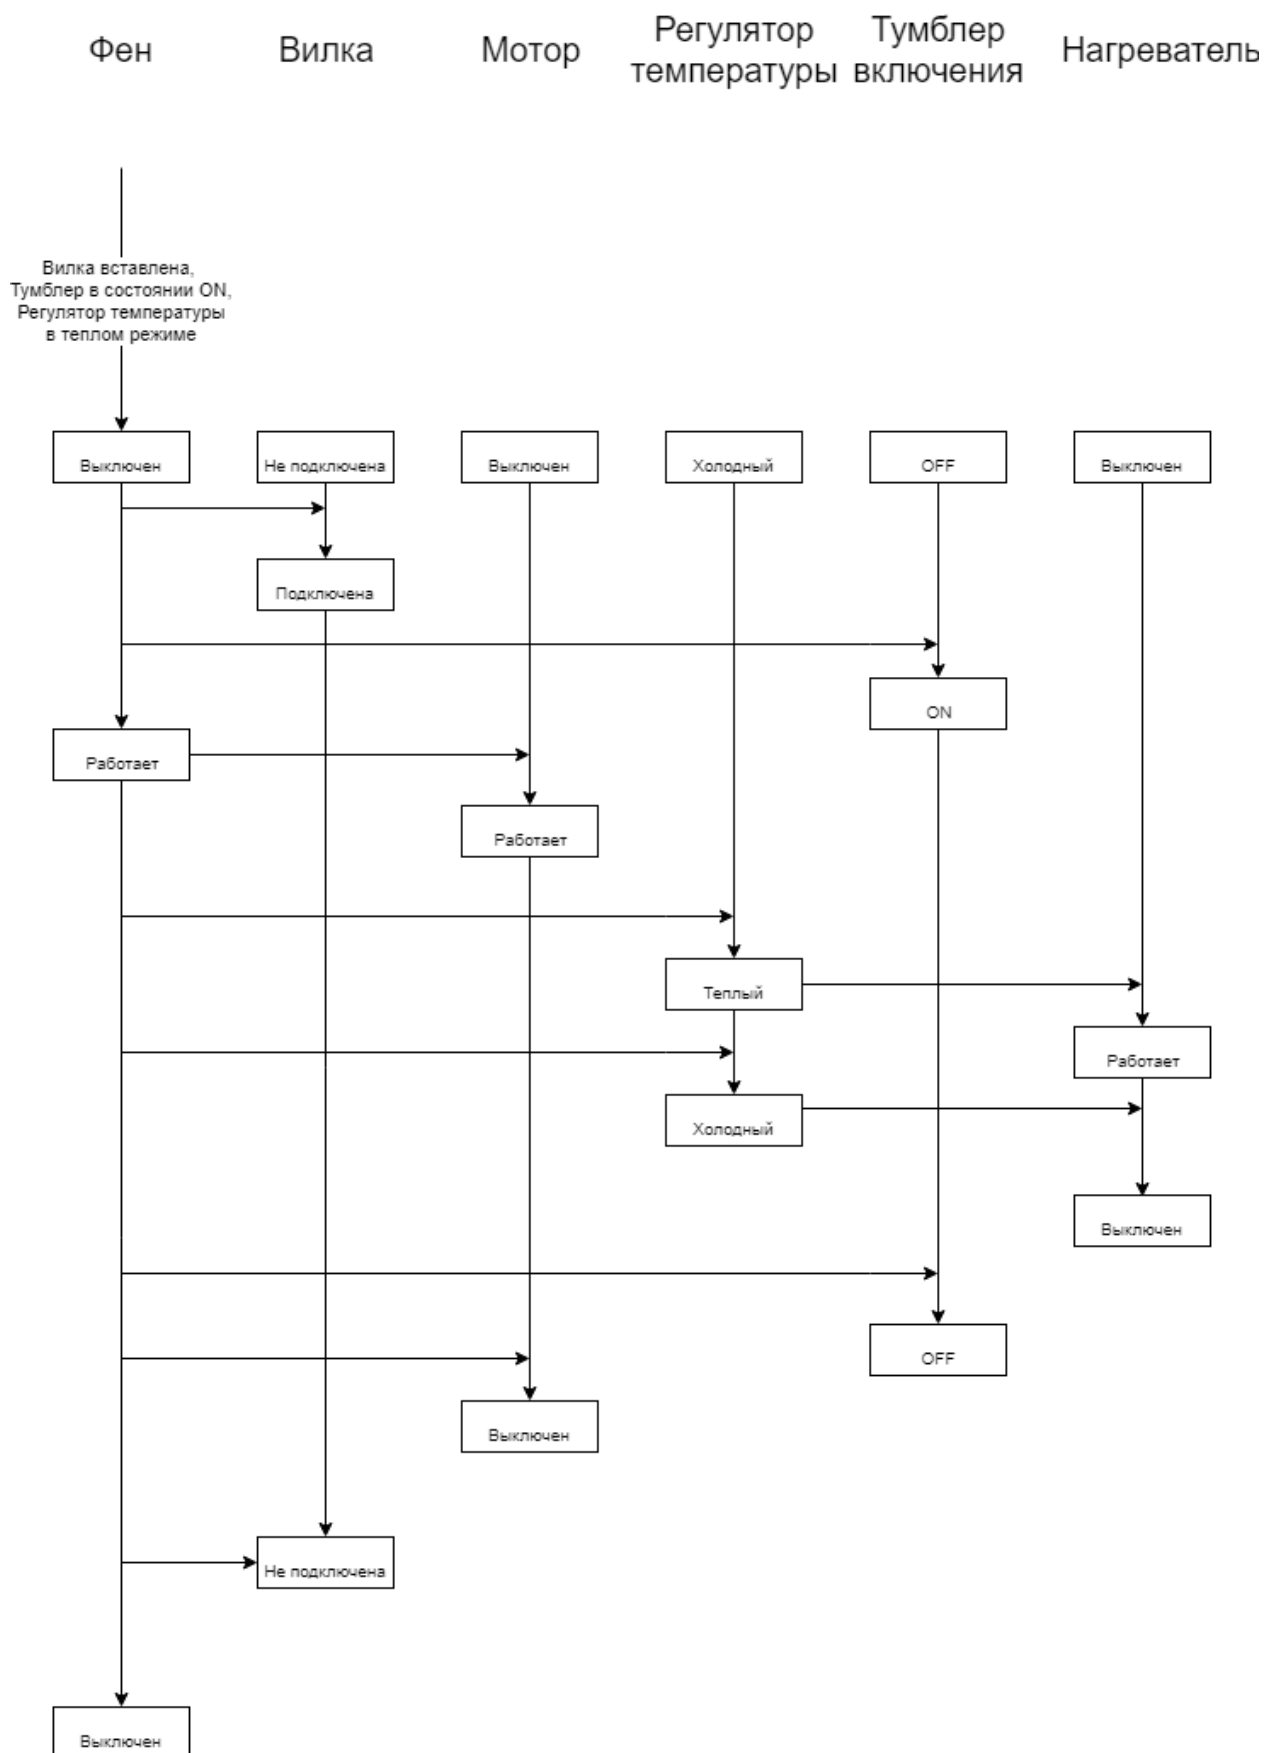 Фен
Вилка
Мотор
Регулятор
температуры
Тумблер
включения
Нагреватель
Вилка вставлена,
Тумблер в состоянии ON,
Регулятор температуры
в теплом режиме
Выключен
Не подключена
Выключен
Холодный
OFF
Выключен
Подключена
ON
Работает
Работает
Теплый
Работает
Холодный
Выключен
OFF
Выключен
Не подключена
Выключен